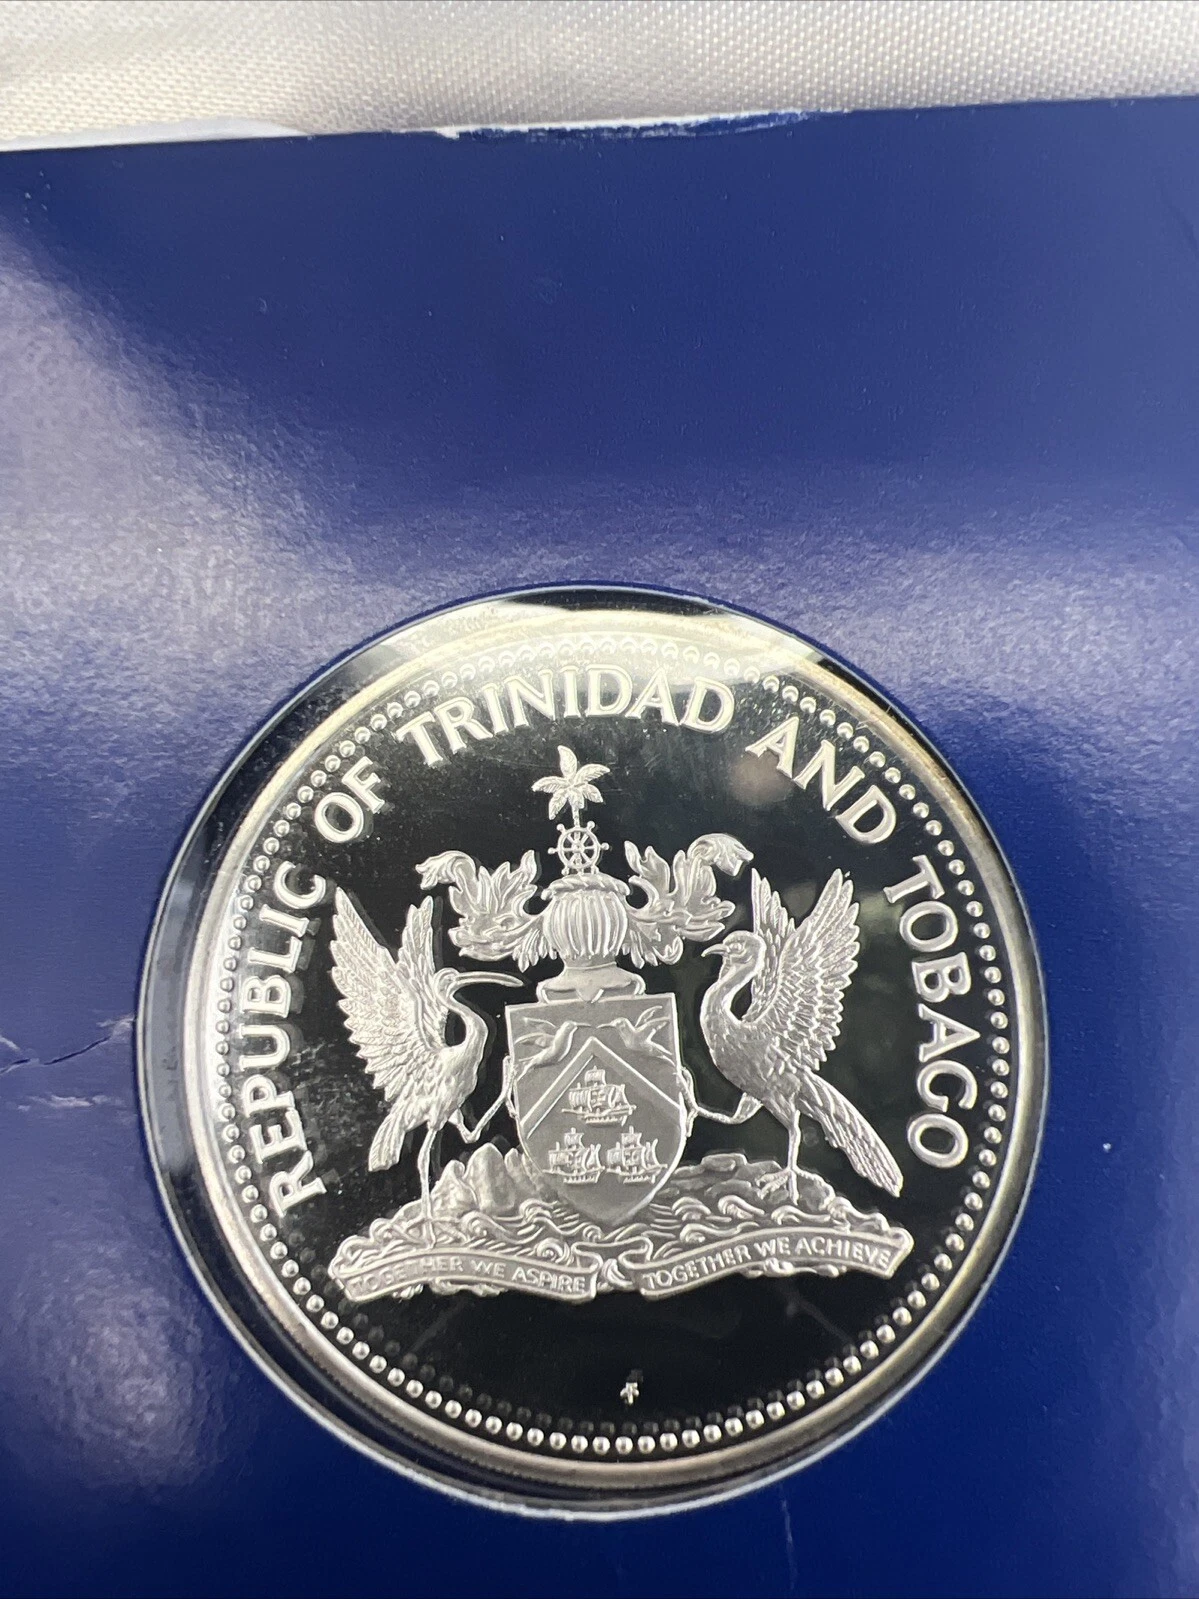 REPUBLIC OF TRINIDAD AND TOBAGO
TOGETHER WE ASPIRE TOGETHER WE ACHIEVE